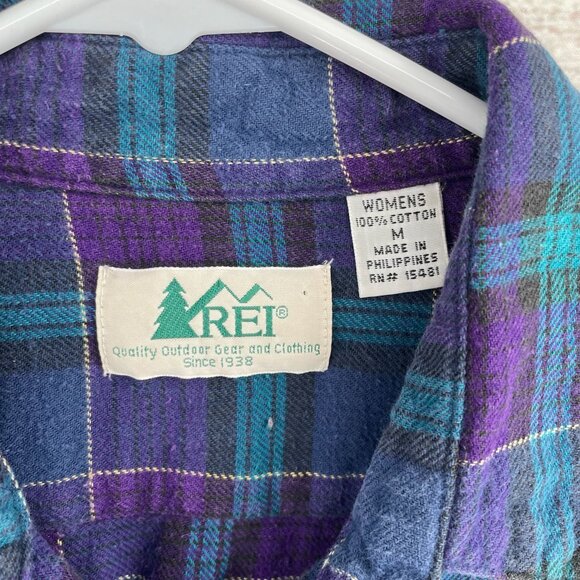 WOMENS
100% COTTON
M
MADE IN
PHILIPPINES
RN# 15481
REI®
Quality Outdoor Gear and Clothing
Since 1938